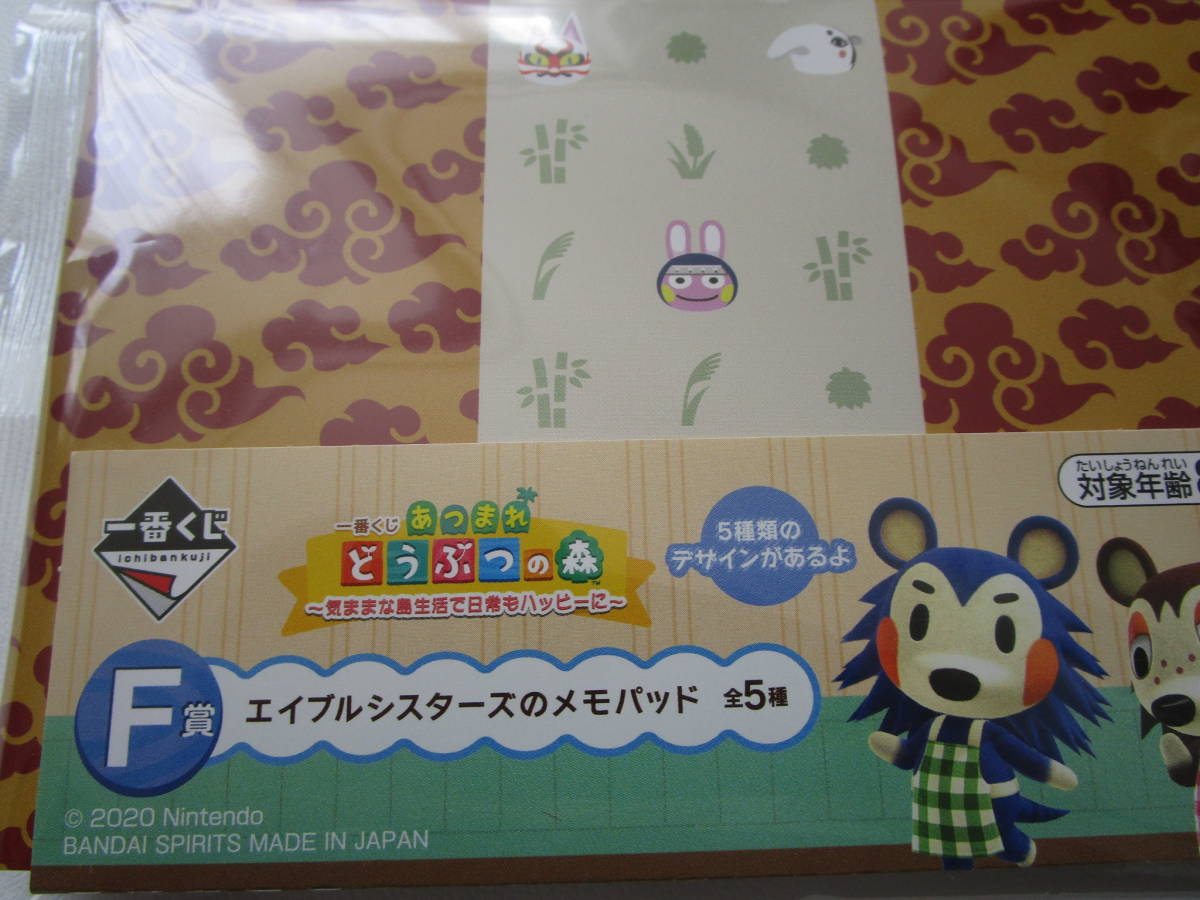 たいしょうねんれい
対象年齢
一番くじ
ichibankuji
一番くじ あつまれ
どうぶつの森™
～気ままな島生活で日常もハッピーに～
5種類の
デザインがあるよ
F賞 エイブルシスターズのメモパッド 全5種
© 2020 Nintendo
BANDAI SPIRITS MADE IN JAPAN